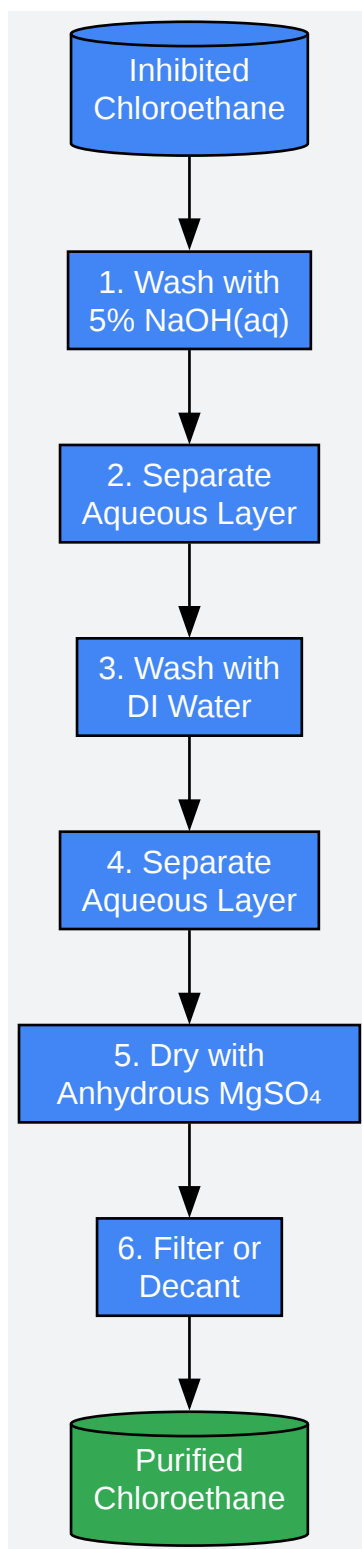 Inhibited
Chloroethane
1. Wash with
5% NaOH(aq)
2. Separate
Aqueous Layer
3. Wash with
DI Water
4. Separate
Aqueous Layer
5. Dry with
Anhydrous MgSO₄
6. Filter or
Decant
Purified
Chloroethane